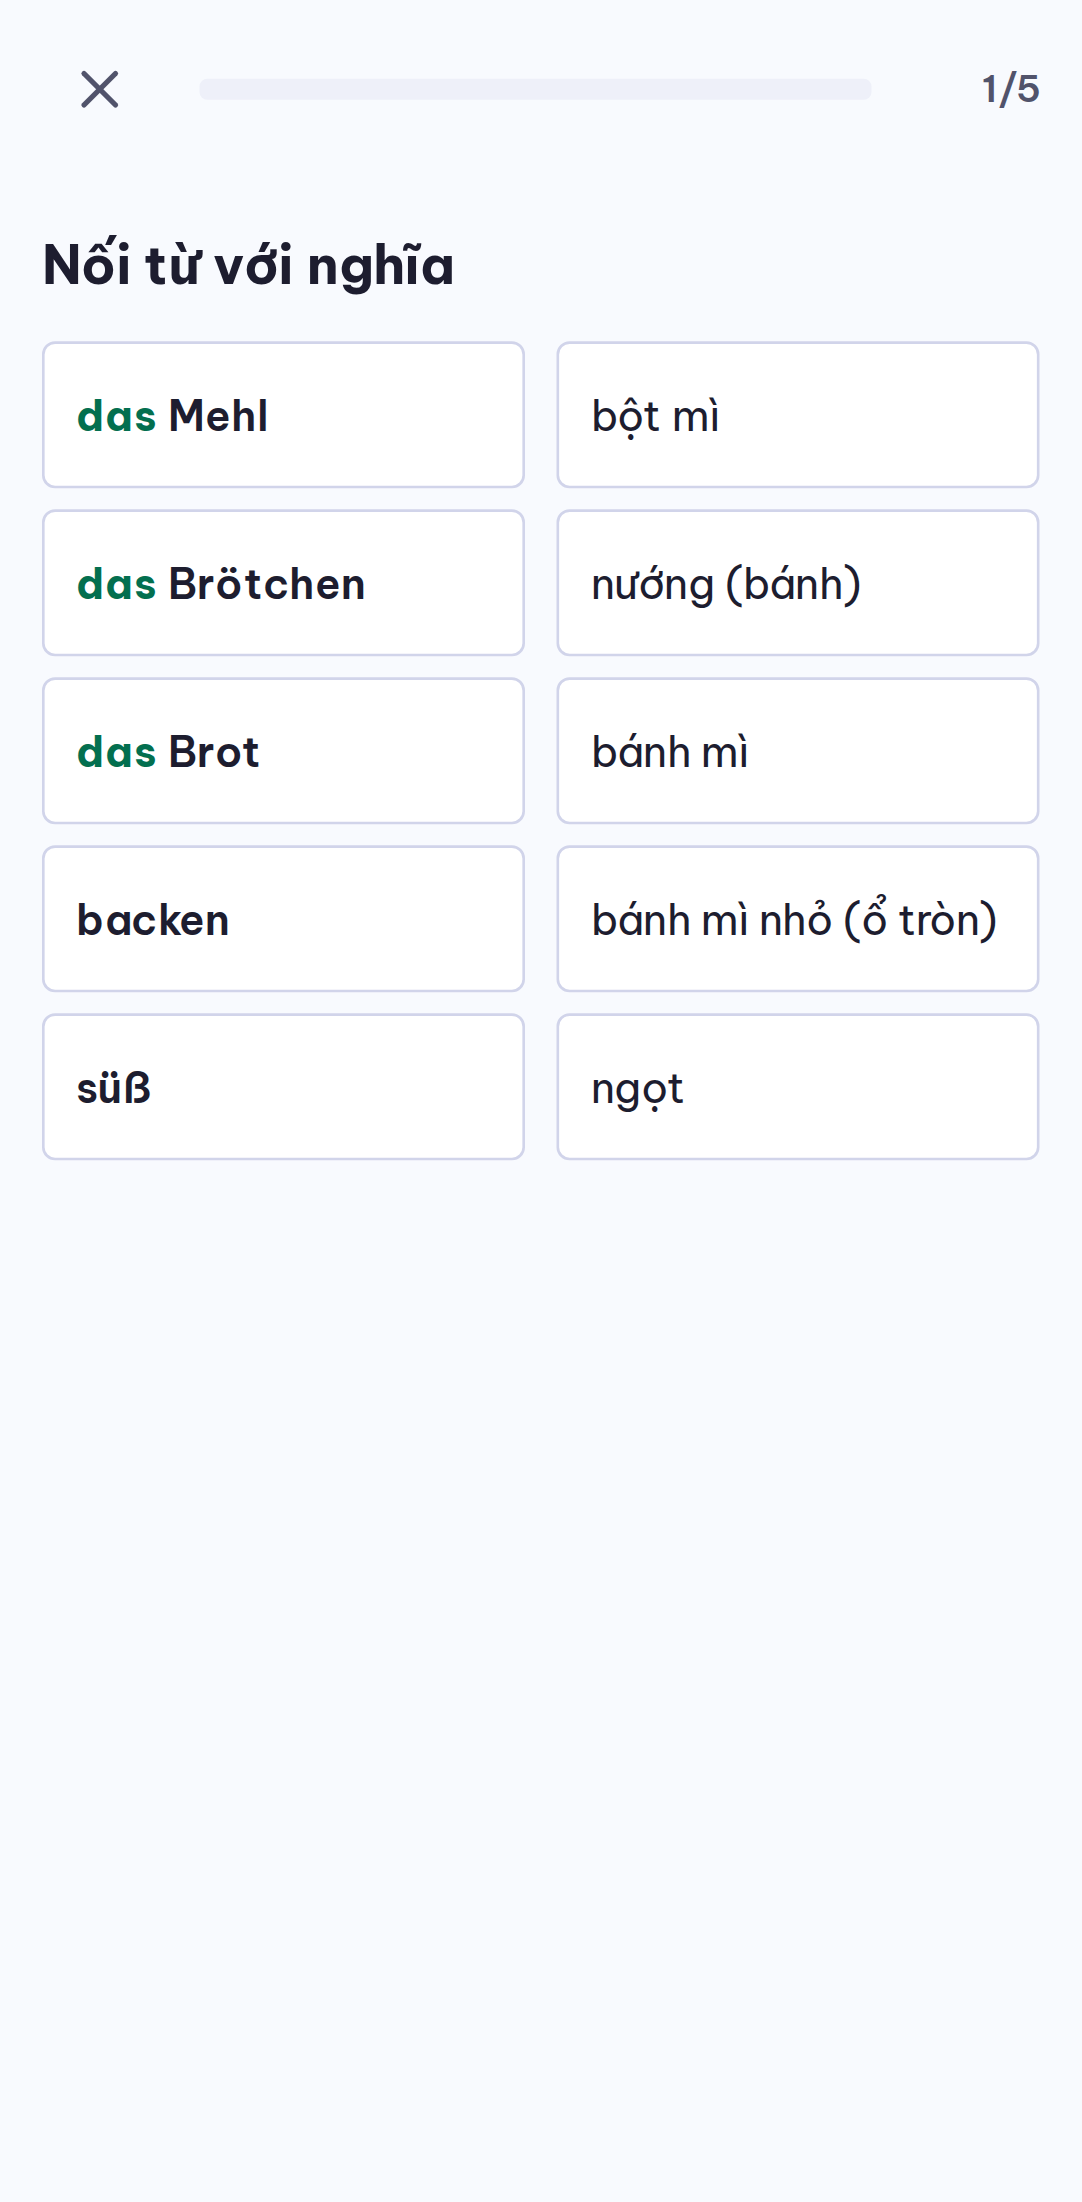 1/5
Nối từ với nghĩa
das Mehl
bột mì
das Brötchen
nướng (bánh)
das Brot
bánh mì
backen
bánh mì nhỏ (ổ tròn)
süß
ngọt